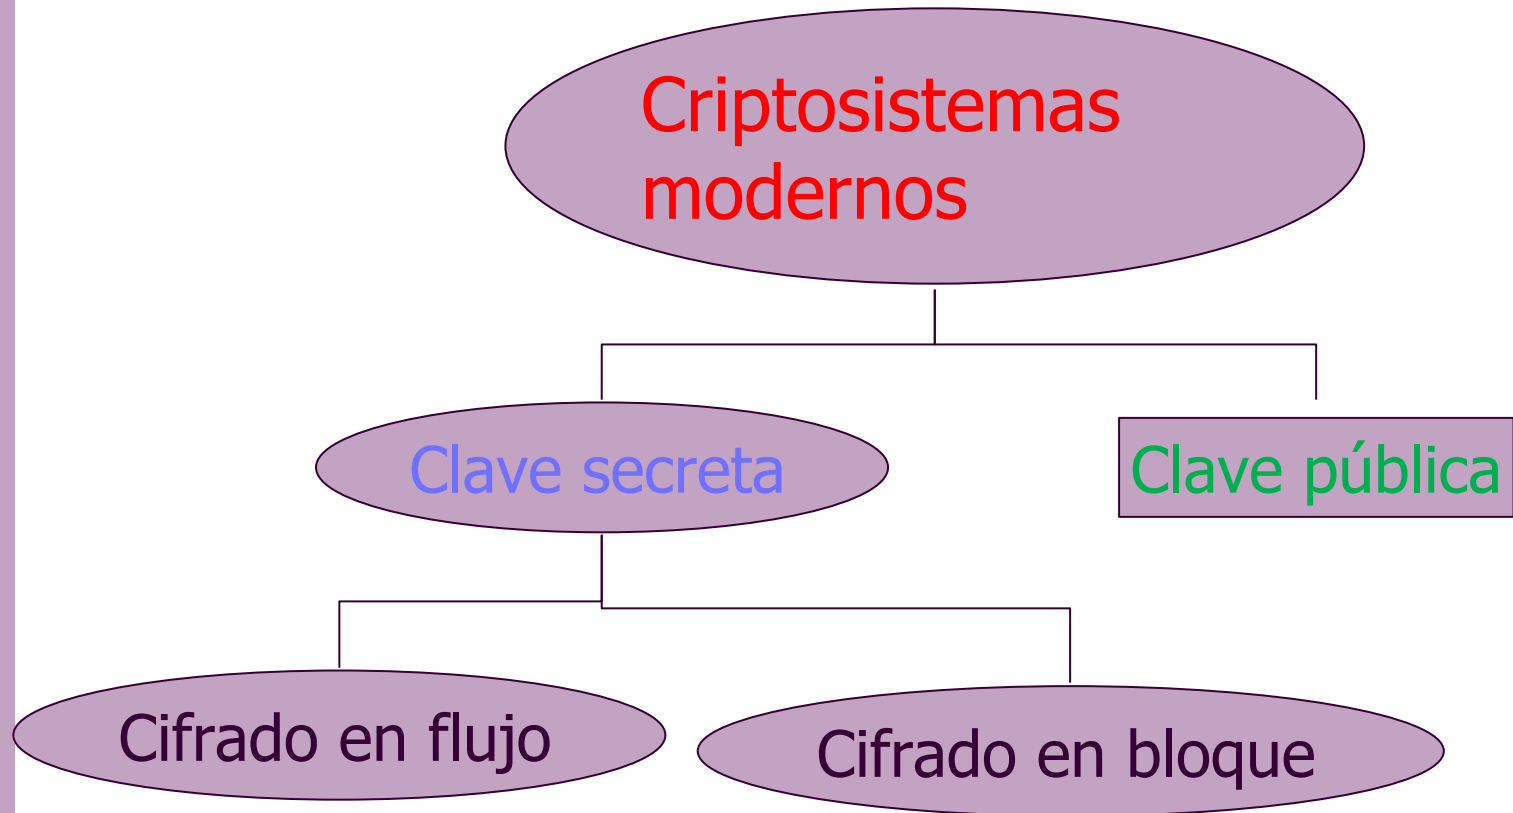 Criptosistemas
modernos
Clave secreta
Clave pública
Cifrado en flujo
Cifrado en bloque